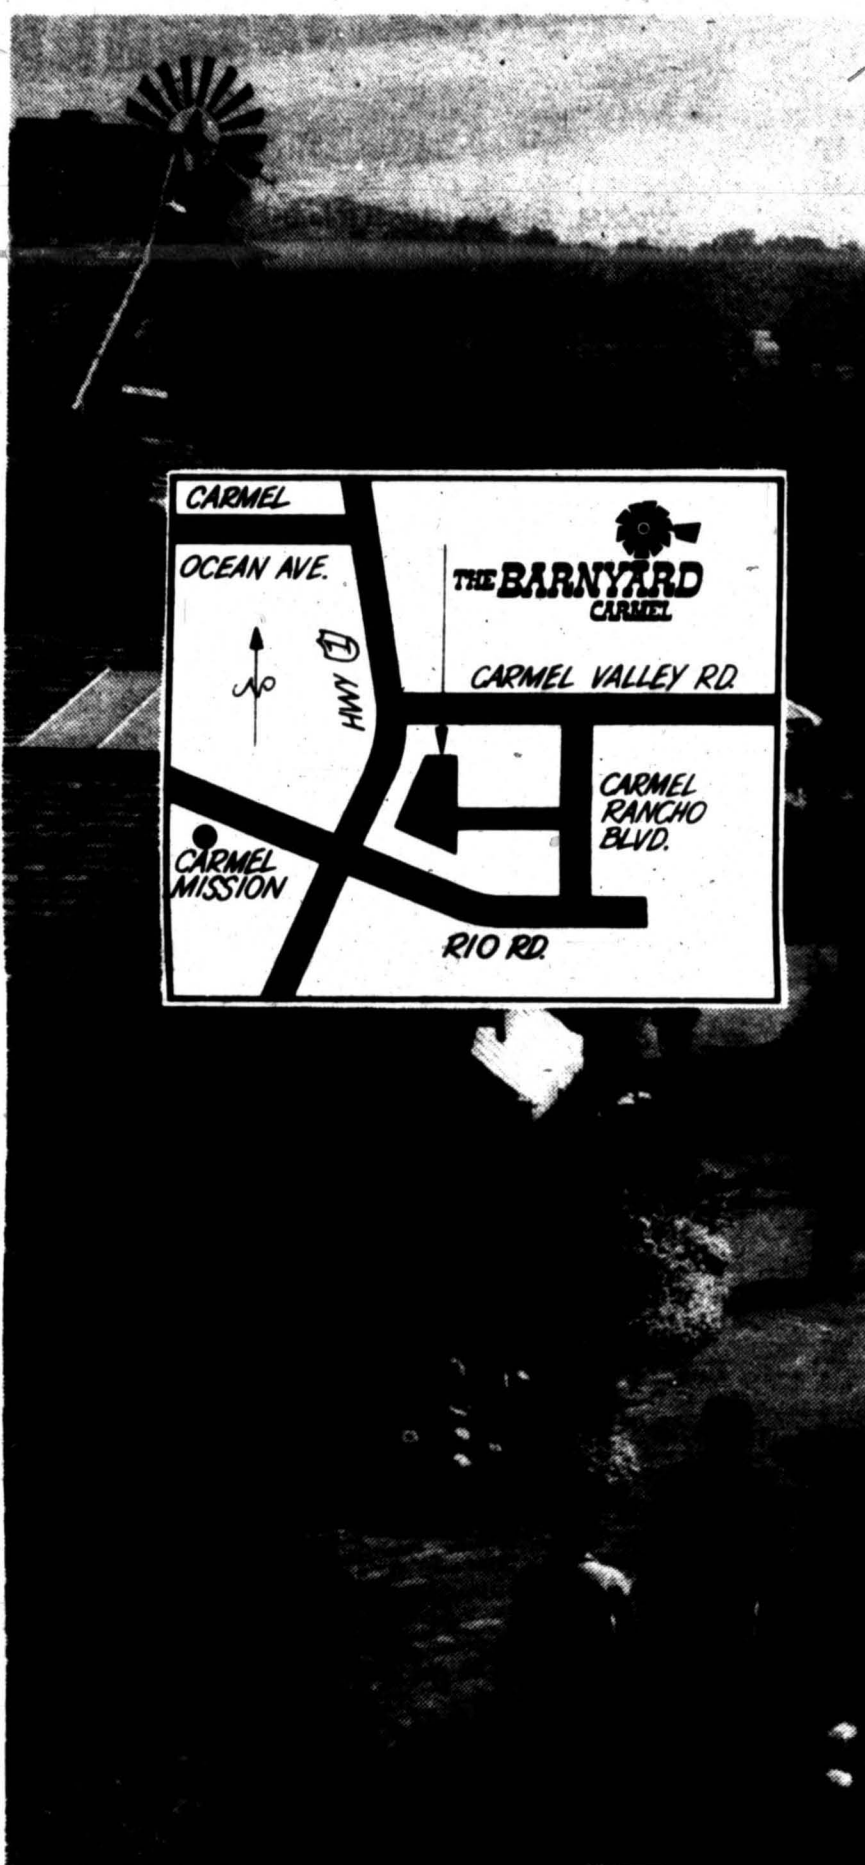 CARMEL
OCEAN AVE.
THE BARNYARD
CARMEL
HWY 1
N
CARMEL VALLEY RD.
CARMEL
RANCHO
BLVD.
CARMEL
MISSION
RIO RD.